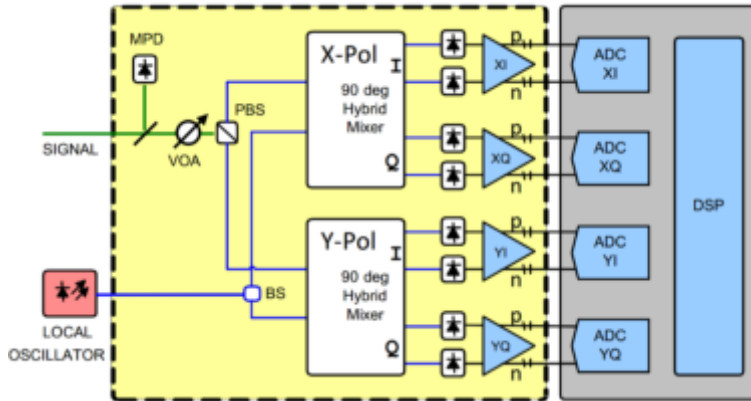 MPD
SIGNAL
VOA
PBS
X-Pol
I
90 deg
Hybrid
Mixer
Q
XI
p
n
XQ
p
n
ADC
XI
ADC
XQ
DSP
LOCAL
OSCILLATOR
BS
Y-Pol
I
90 deg
Hybrid
Mixer
Q
YI
p
n
YQ
p
n
ADC
YI
ADC
YQ